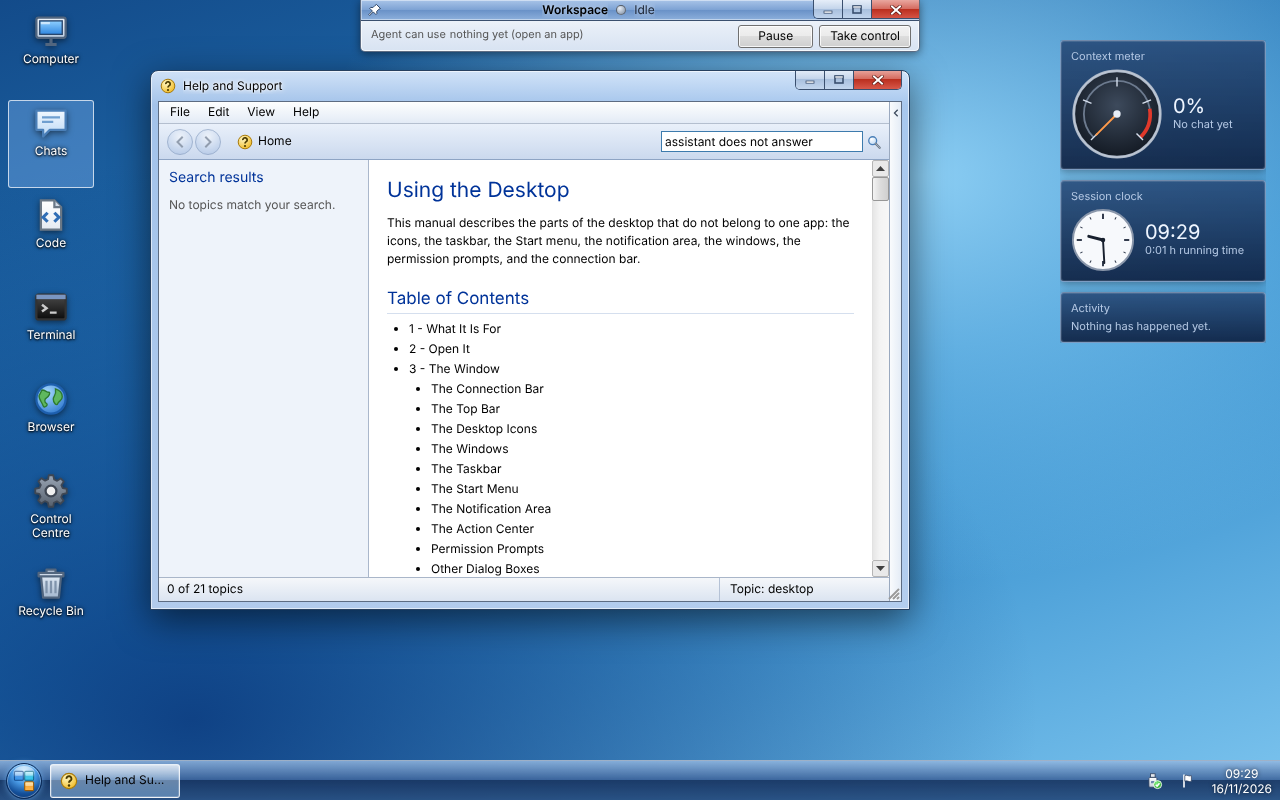 Workspace Idle
Agent can use nothing yet (open an app)
Pause
Take control
Computer
Chats
Code
Terminal
Browser
Control
Centre
Recycle Bin
Help and Support
File Edit View Help
Home
assistant does not answer
Search results
No topics match your search.
Using the Desktop
This manual describes the parts of the desktop that do not belong to one app: the
icons, the taskbar, the Start menu, the notification area, the windows, the
permission prompts, and the connection bar.
Table of Contents
1 - What It Is For
2 - Open It
3 - The Window
The Connection Bar
The Top Bar
The Desktop Icons
The Windows
The Taskbar
The Start Menu
The Notification Area
The Action Center
Permission Prompts
Other Dialog Boxes
0 of 21 topics
Topic: desktop
Context meter
0%
No chat yet
Session clock
09:29
0:01 h running time
Activity
Nothing has happened yet.
Help and Su...
09:29
16/11/2026